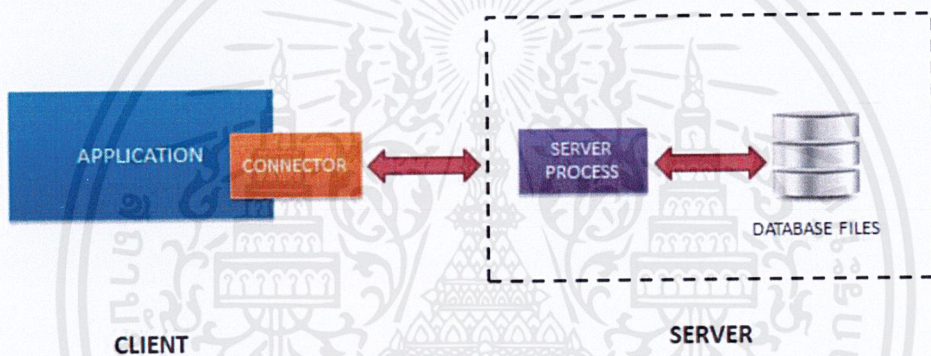 APPLICATION
CONNECTOR
SERVER
PROCESS
DATABASE FILES
CLIENT
SERVER